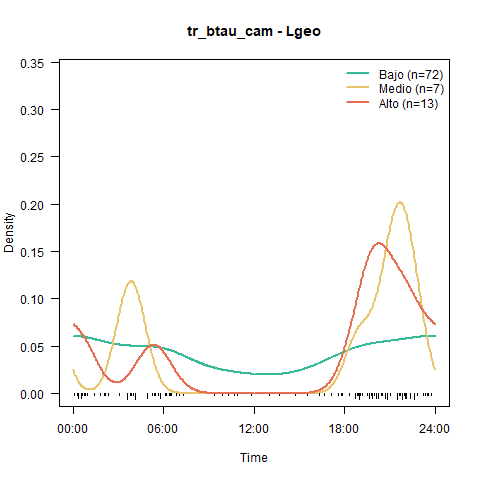 tr_btau_cam - Lgeo
0.35
0.30
0.25
0.20
0.15
0.10
0.05
0.00
Density
Bajo (n=72)
Medio (n=7)
Alto (n=13)
00:00 06:00 12:00 18:00 24:00
Time